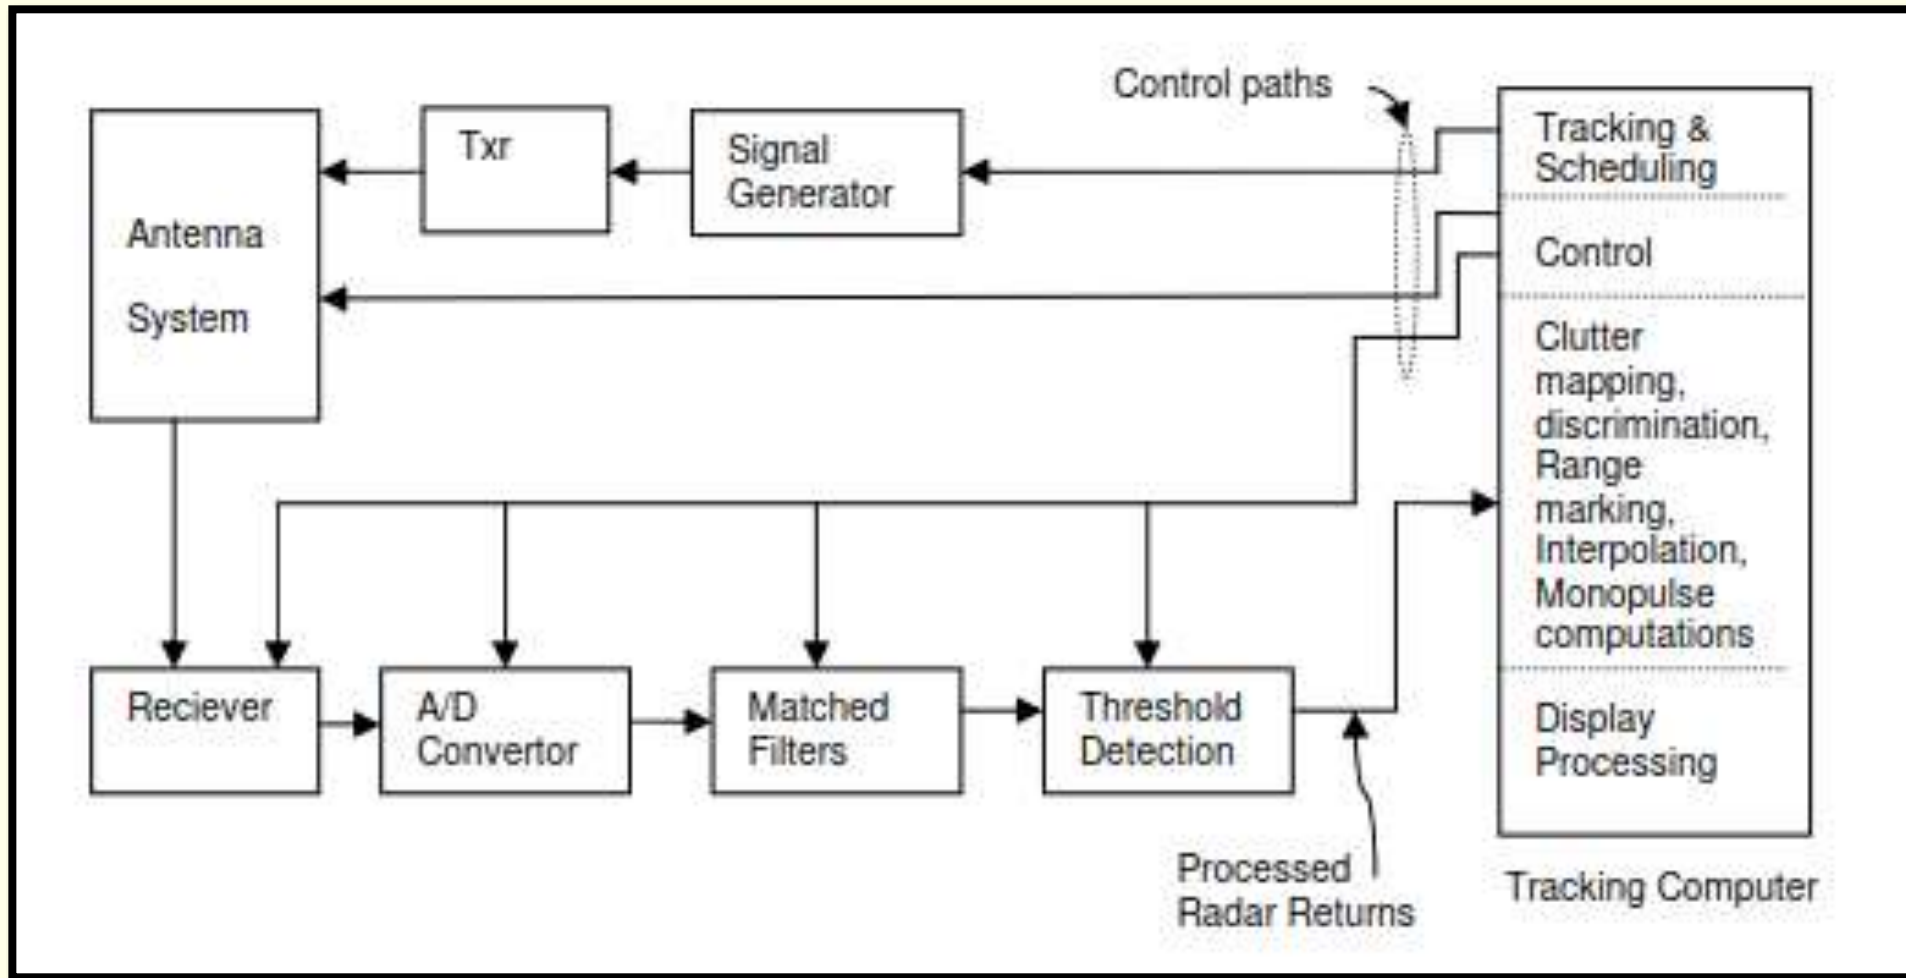 Control paths
Antenna
System
Txr
Signal
Generator
Tracking &
Scheduling
Control
Clutter
mapping,
discrimination,
Range
marking,
Interpolation,
Monopulse
computations
Display
Processing
Reciever
A/D
Convertor
Matched
Filters
Threshold
Detection
Processed
Radar Returns
Tracking Computer